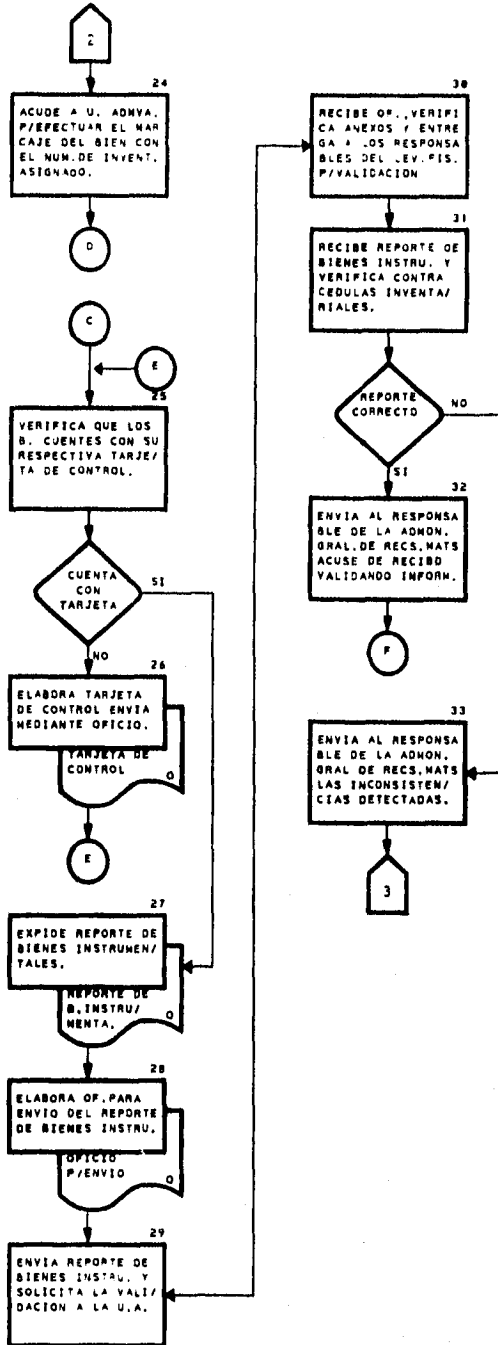 2
24
ACUDE A U. ADMVA.
P/EFECTUAR EL MAR
CAJE DEL BIEN CON
EL NUM.DE INVENT.
ASIGNADO.
D
C
E
25
VERIFICA QUE LOS
B. CUENTES CON SU
RESPECTIVA TARJE/
TA DE CONTROL.
CUENTA
CON
TARJETA
SI
NO
26
ELABORA TARJETA
DE CONTROL ENVIA
MEDIANTE OFICIO.
TARJETA DE
CONTROL
O
E
27
EXPIDE REPORTE DE
BIENES INSTRUMEN/
TALES.
REPORTE DE
B.INSTRU/
MENTA.
O
28
ELABORA OF.PARA
ENVIO DEL REPORTE
DE BIENES INSTRU.
OFICIO
P/ENVIO
O
29
ENVIA REPORTE DE
BIENES INSTRU. Y
SOLICITA LA VALI/
DACION A LA U.A.
30
RECIBE OF.,VERIFI
CA ANEXOS Y ENTRE
GA A LOS RESPONSA
BLES DEL LEV.FIS.
P/VALIDACION
31
RECIBE REPORTE DE
BIENES INSTRU. Y
VERIFICA CONTRA
CEDULAS INVENTA/
RIALES.
REPORTE
CORRECTO
NO
SI
32
ENVIA AL RESPONSA
BLE DE LA ADMON.
GRAL.DE RECS.MATS
ACUSE DE RECIBO
VALIDANDO INFORM.
F
33
ENVIA AL RESPONSA
BLE DE LA ADMON.
GRAL.DE RECS.MATS
LAS INCONSISTEN/
CIAS DETECTADAS.
3